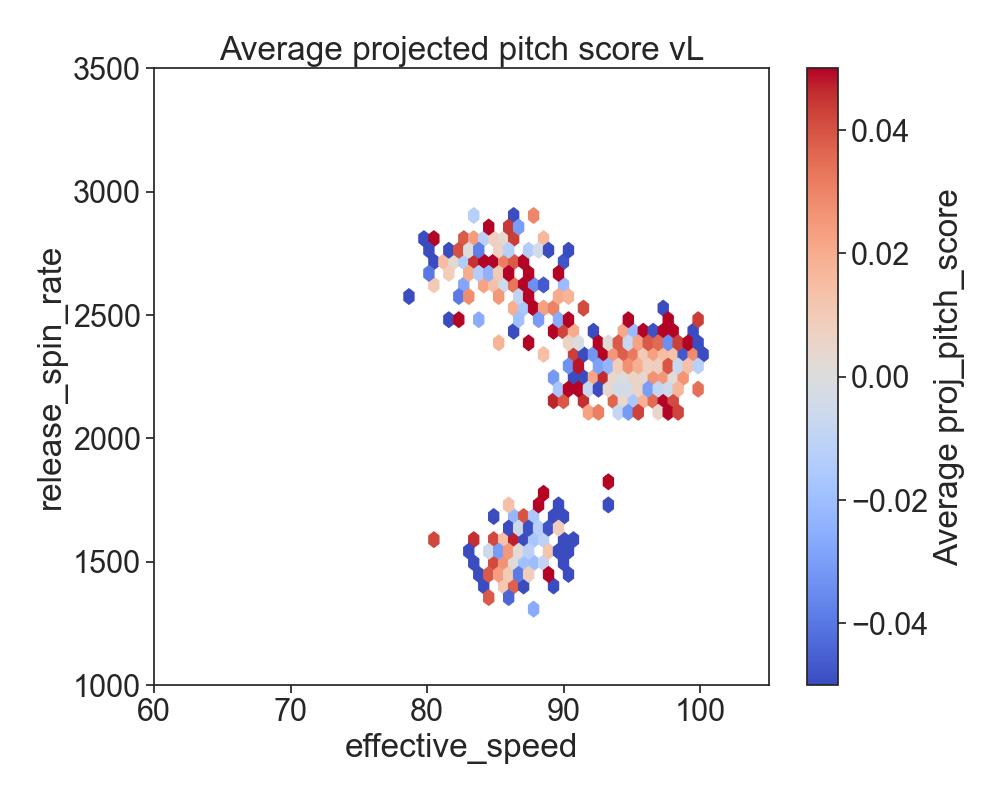 Average projected pitch score vL
3500
3000
2500
2000
1500
1000
release_spin_rate
60 70 80 90 100
effective_speed
0.04
0.02
0.00
−0.02
−0.04
Average proj_pitch_score